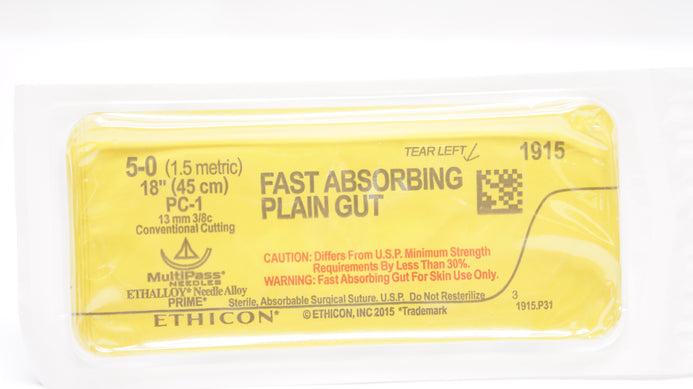 TEAR LEFT
1915
5-0 (1.5 metric)
18" (45 cm)
PC-1
13 mm 3/8c
Conventional Cutting
FAST ABSORBING
PLAIN GUT
CAUTION: Differs From U.S.P. Minimum Strength
Requirements By Less Than 30%.
WARNING: Fast Absorbing Gut For Skin Use Only.
MultiPass*
NEEDLES
ETHALLOY* Needle Alloy
PRIME*
Sterile, Absorbable Surgical Suture, U.S.P. Do Not Resterilize
3
1915.P31
ETHICON*
©ETHICON, INC 2015 *Trademark